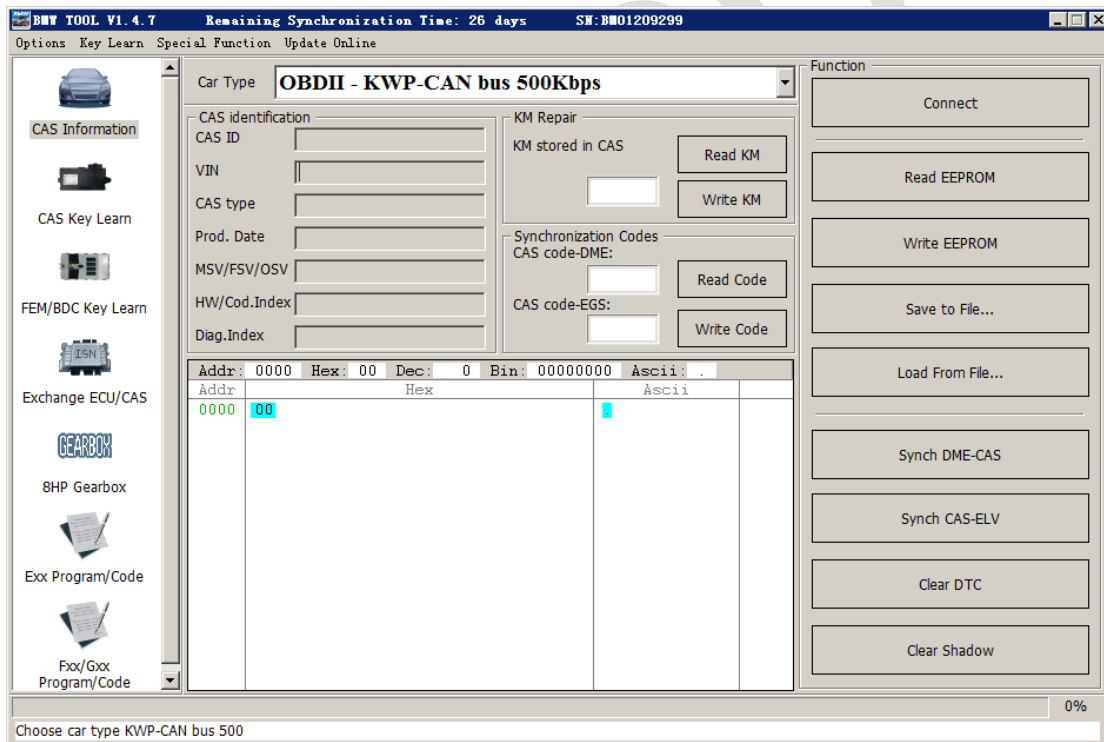 BMW TOOL V1.4.7 Remaining Synchronization Time: 26 days SN:BM01209299
Options Key Learn Special Function Update Online
CAS Information
CAS Key Learn
FEM/BDC Key Learn
ISN
Exchange ECU/CAS
GEARBOX
8HP Gearbox
Exx Program/Code
Fxx/Gxx
Program/Code
Car Type OBDII - KWP-CAN bus 500Kbps
CAS identification
CAS ID
VIN
CAS type
Prod. Date
MSV/FSV/OSV
HW/Cod.Index
Diag.Index
KM Repair
KM stored in CAS
Read KM
Write KM
Synchronization Codes
CAS code-DME:
Read Code
CAS code-EGS:
Write Code
Addr: 0000 Hex: 00 Dec: 0 Bin: 00000000 Ascii: .
Addr Hex Ascii
0000 00 .
Function
Connect
Read EEPROM
Write EEPROM
Save to File...
Load From File...
Synch DME-CAS
Synch CAS-ELV
Clear DTC
Clear Shadow
0%
Choose car type KWP-CAN bus 500